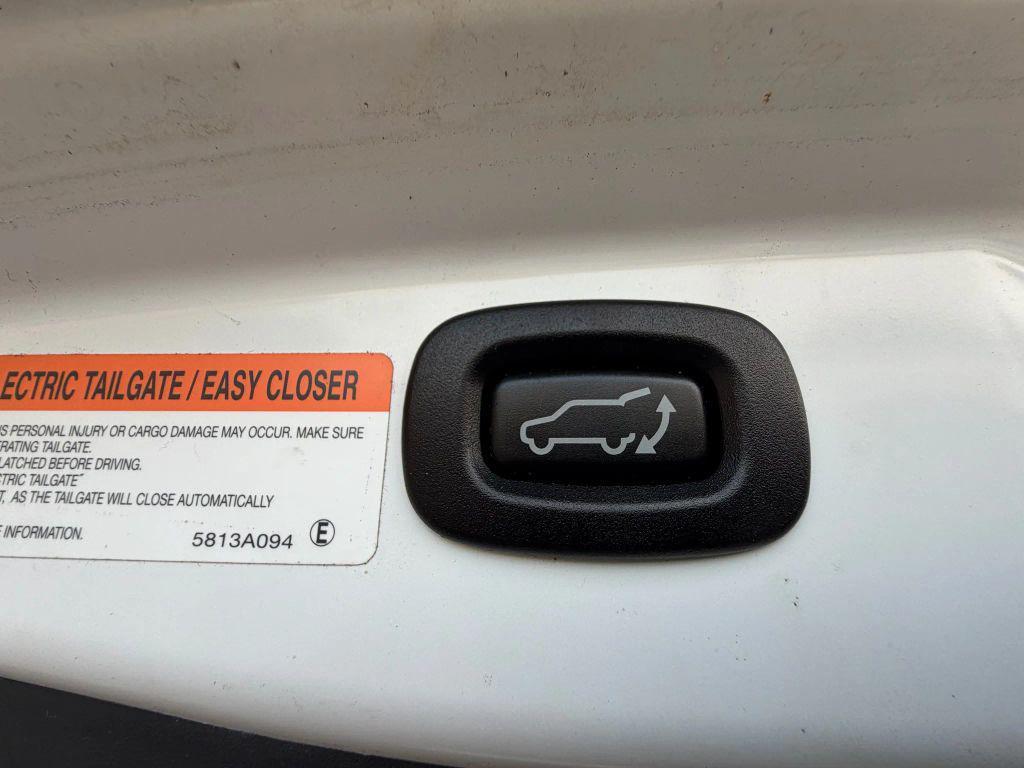 ECTRIC TAILGATE / EASY CLOSER
PERSONAL INJURY OR CARGO DAMAGE MAY OCCUR. MAKE SURE
RATING TAILGATE.
LATCHED BEFORE DRIVING.
TRIC TAILGATE"
, AS THE TAILGATE WILL CLOSE AUTOMATICALLY
INFORMATION.
5813A094 E